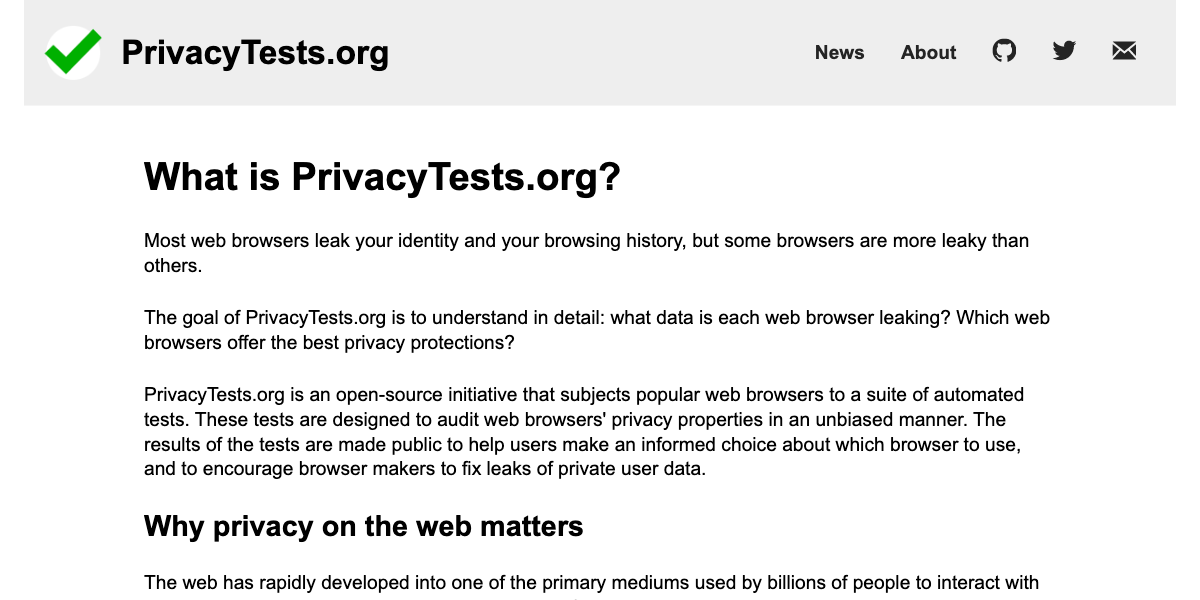 PrivacyTests.org
News About
What is PrivacyTests.org?
Most web browsers leak your identity and your browsing history, but some browsers are more leaky than
others.
The goal of PrivacyTests.org is to understand in detail: what data is each web browser leaking? Which web
browsers offer the best privacy protections?
PrivacyTests.org is an open-source initiative that subjects popular web browsers to a suite of automated
tests. These tests are designed to audit web browsers' privacy properties in an unbiased manner. The
results of the tests are made public to help users make an informed choice about which browser to use,
and to encourage browser makers to fix leaks of private user data.
Why privacy on the web matters
The web has rapidly developed into one of the primary mediums used by billions of people to interact with